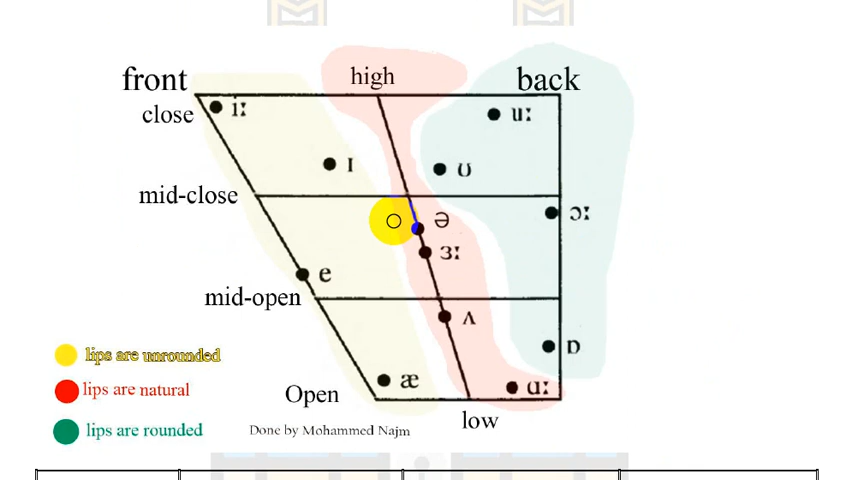 front high back
close iː uː
ɪ ʊ
mid-close
ə ɔː
ɜː
e
mid-open
ʌ
lips are unrounded ɒ
Open æ ɑː
lips are natural
low
lips are rounded Done by Mohammed Najm